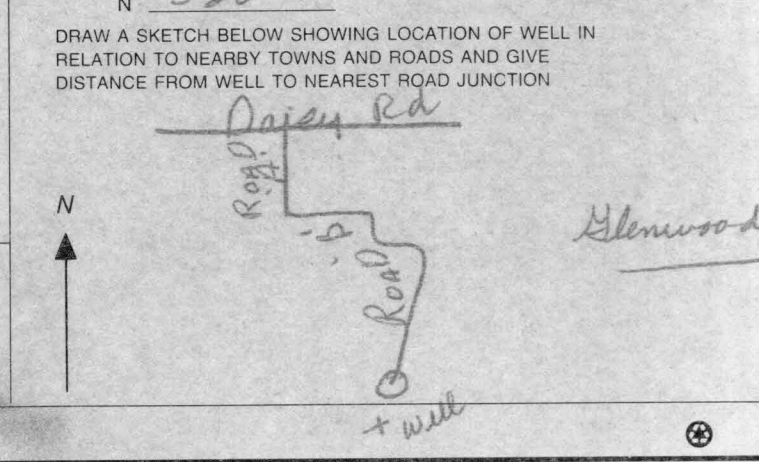 N
DRAW A SKETCH BELOW SHOWING LOCATION OF WELL IN
RELATION TO NEARBY TOWNS AND ROADS AND GIVE
DISTANCE FROM WELL TO NEAREST ROAD JUNCTION
Daisy Rd
ROAD
N
Glenwood
ROAD
+ well